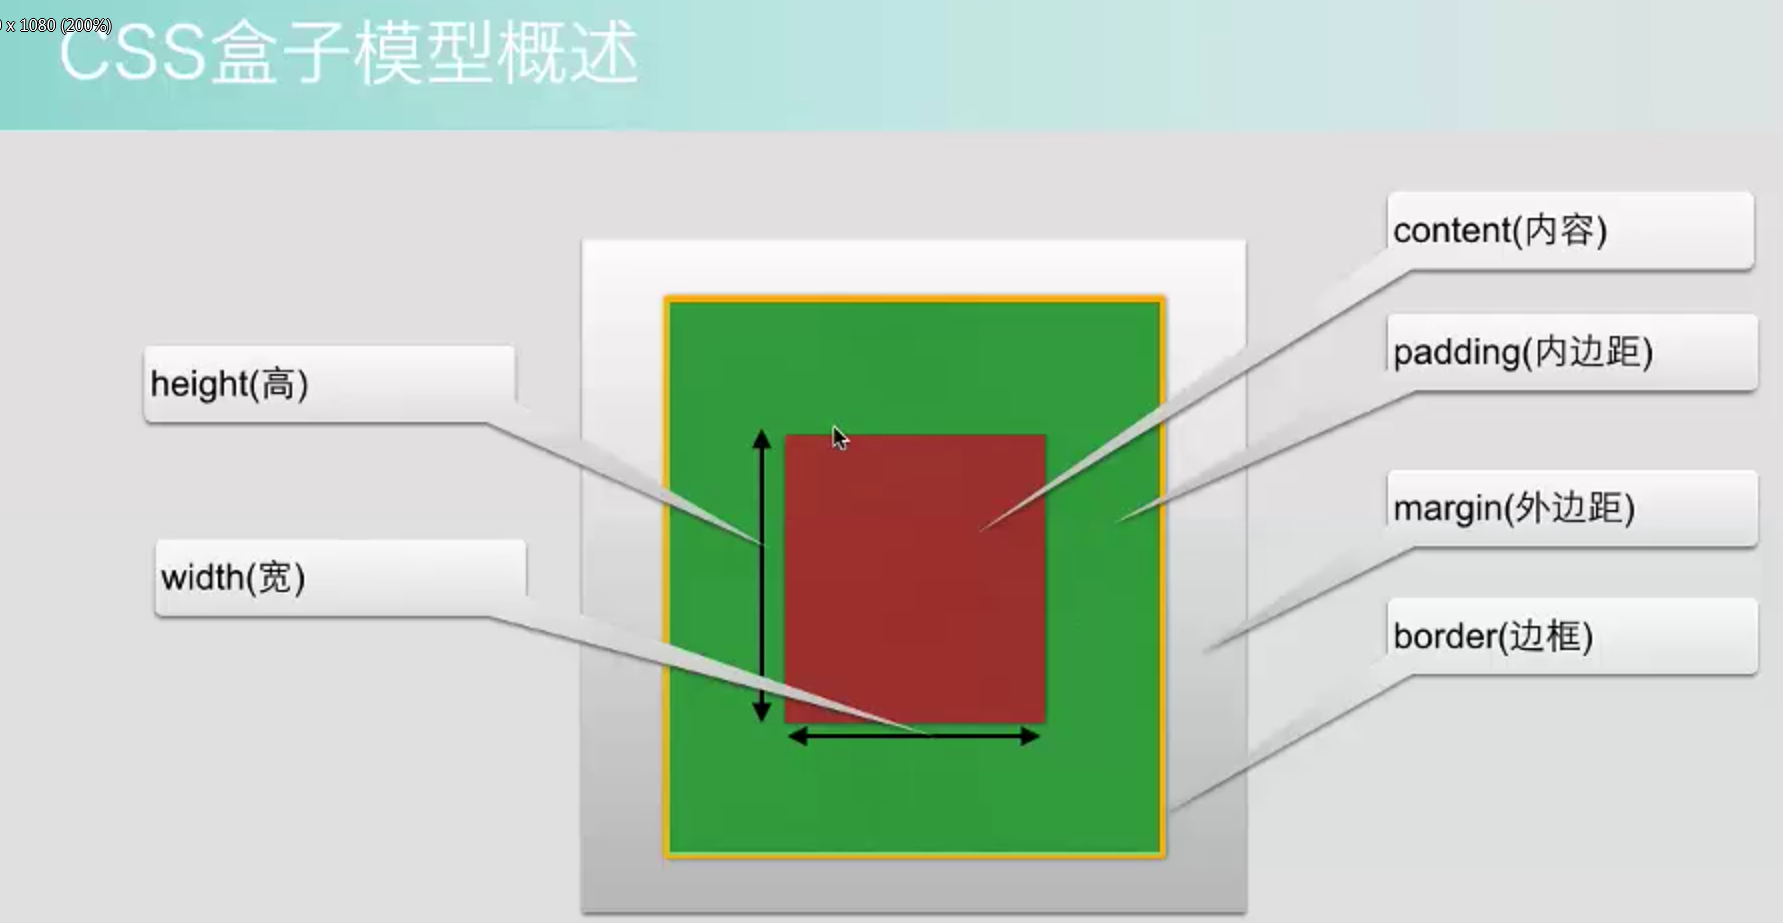 x 1080 (200%)
CSS盒子模型概述
content(内容)
padding(内边距)
height(高)
margin(外边距)
width(宽)
border(边框)